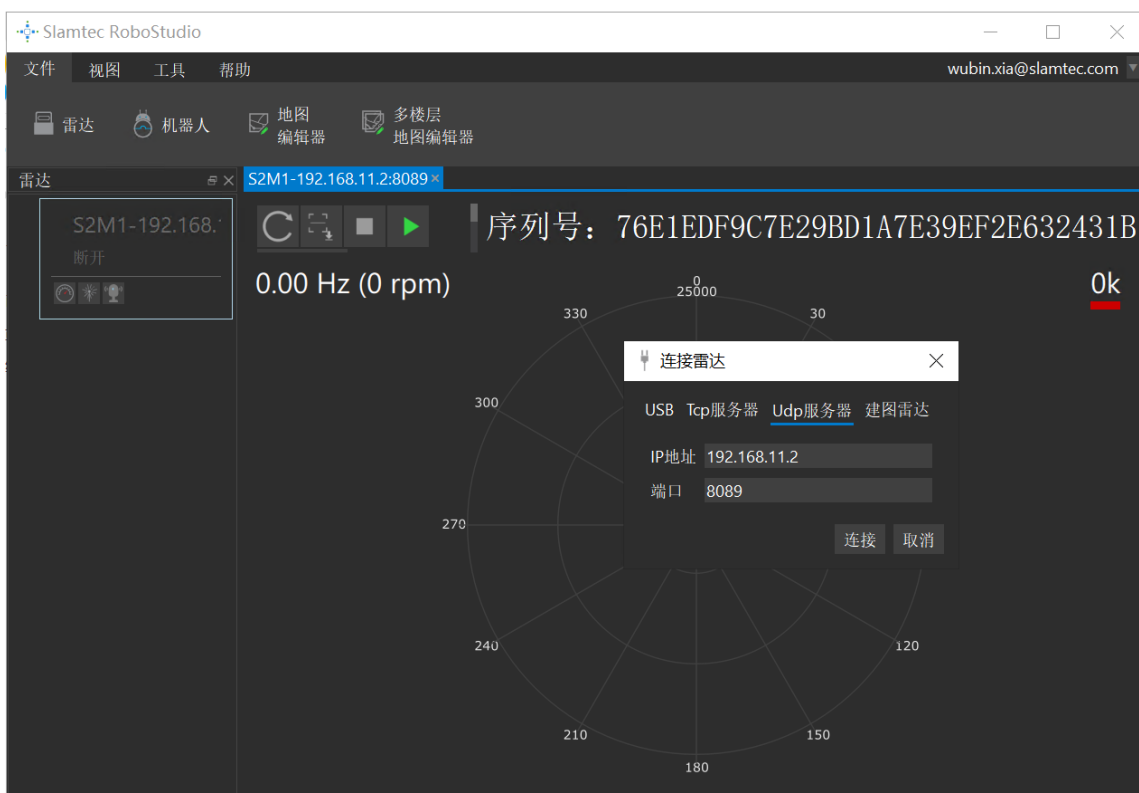 Slamtec RoboStudio
文件 视图 工具 帮助 wubin.xia@slamtec.com
雷达 机器人 地图 编辑器 多楼层 地图编辑器
雷达 S2M1-192.168.11.2:8089
S2M1-192.168.
断开
序列号: 76E1EDF9C7E29BD1A7E39EF2E632431B
0.00 Hz (0 rpm)
0k
0
25000
330 30
连接雷达
USB Tcp服务器 Udp服务器 建图雷达
IP地址 192.168.11.2
端口 8089
连接 取消
300
270
240 120
210 150
180